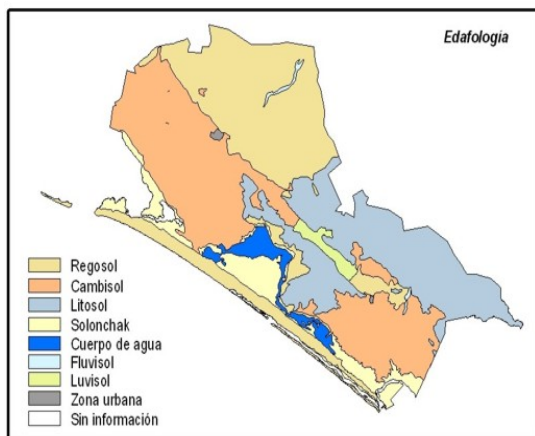 Edafología
Regosol
Cambisol
Litosol
Solonchak
Cuerpo de agua
Fluvisol
Luvisol
Zona urbana
Sin información